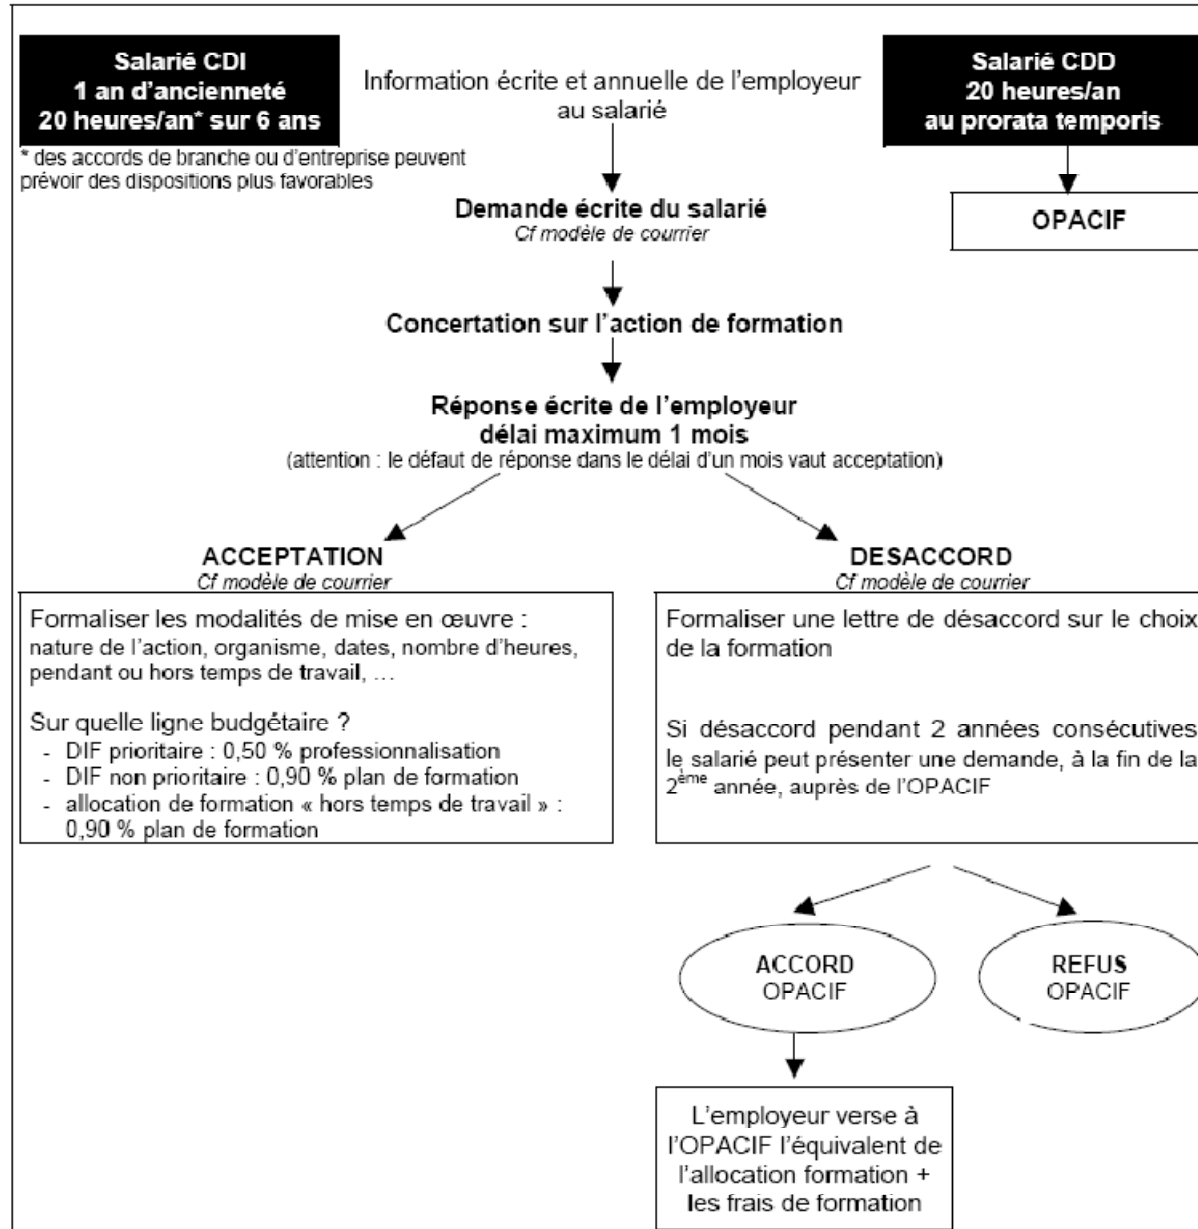 Salarié CDI
1 an d'ancienneté
20 heures/an* sur 6 ans
* des accords de branche ou d'entreprise peuvent
prévoir des dispositions plus favorables
Information écrite et annuelle de l'employeur
au salarié
Salarié CDD
20 heures/an
au prorata temporis
OPACIF
Demande écrite du salarié
Cf modèle de courrier
Concertation sur l'action de formation
Réponse écrite de l'employeur
délai maximum 1 mois
(attention : le défaut de réponse dans le délai d'un mois vaut acceptation)
ACCEPTATION
Cf modèle de courrier
Formaliser les modalités de mise en œuvre :
nature de l'action, organisme, dates, nombre d'heures,
pendant ou hors temps de travail, …
Sur quelle ligne budgétaire ?
- DIF prioritaire : 0,50 % professionnalisation
- DIF non prioritaire : 0,90 % plan de formation
- allocation de formation « hors temps de travail » :
0,90 % plan de formation
DESACCORD
Cf modèle de courrier
Formaliser une lettre de désaccord sur le choix
de la formation
Si désaccord pendant 2 années consécutives
le salarié peut présenter une demande, à la fin de la
2ème année, auprès de l'OPACIF
ACCORD
OPACIF
REFUS
OPACIF
L'employeur verse à
l'OPACIF l'équivalent de
l'allocation formation +
les frais de formation